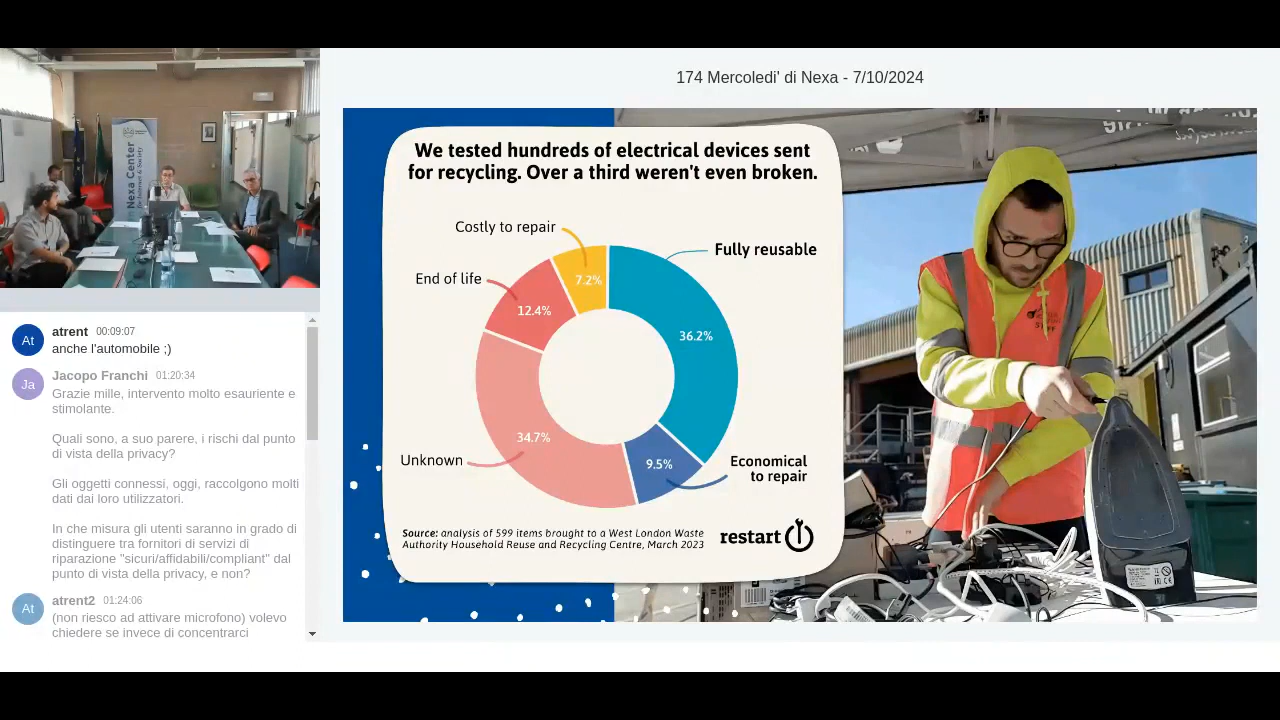 174 Mercoledi' di Nexa - 7/10/2024
Nexa Center
for Internet & Society
We tested hundreds of electrical devices sent
for recycling. Over a third weren't even broken.
Costly to repair
7.2%
Fully reusable
End of life
12.4%
36.2%
34.7%
Unknown
9.5%
Economical
to repair
Source: analysis of 599 items brought to a West London Waste
Authority Household Reuse and Recycling Centre, March 2023
restart
STAFF
At
atrent 00:09:07
anche l'automobile ;)
Ja
Jacopo Franchi 01:20:34
Grazie mille, intervento molto esauriente e
stimolante.
Quali sono, a suo parere, i rischi dal punto
di vista della privacy?
Gli oggetti connessi, oggi, raccolgono molti
dati dai loro utilizzatori.
In che misura gli utenti saranno in grado di
distinguere tra fornitori di servizi di
riparazione "sicuri/affidabili/compliant" dal
punto di vista della privacy, e non?
At
atrent2 01:24:06
(non riesco ad attivare microfono) volevo
chiedere se invece di concentrarci